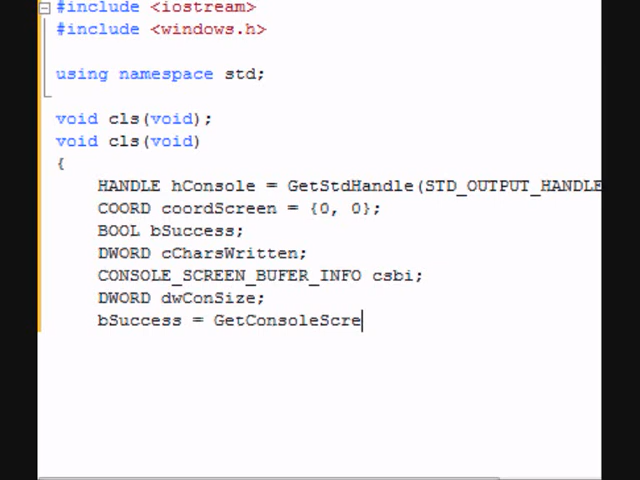 #include <iostream>
#include <windows.h>
using namespace std;
void cls(void);
void cls(void)
{
HANDLE hConsole = GetStdHandle(STD_OUTPUT_HANDLE
COORD coordScreen = {0, 0};
BOOL bSuccess;
DWORD cCharsWritten;
CONSOLE_SCREEN_BUFER_INFO csbi;
DWORD dwConSize;
bSuccess = GetConsoleScre